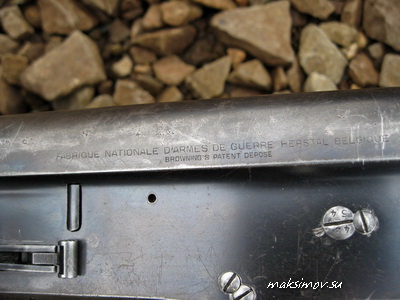 FABRIQUE NATIONALE D'ARMES DE GUERRE HERSTAL BELGIQUE
BROWNING'S PATENT DEPOSE
maksimov.su